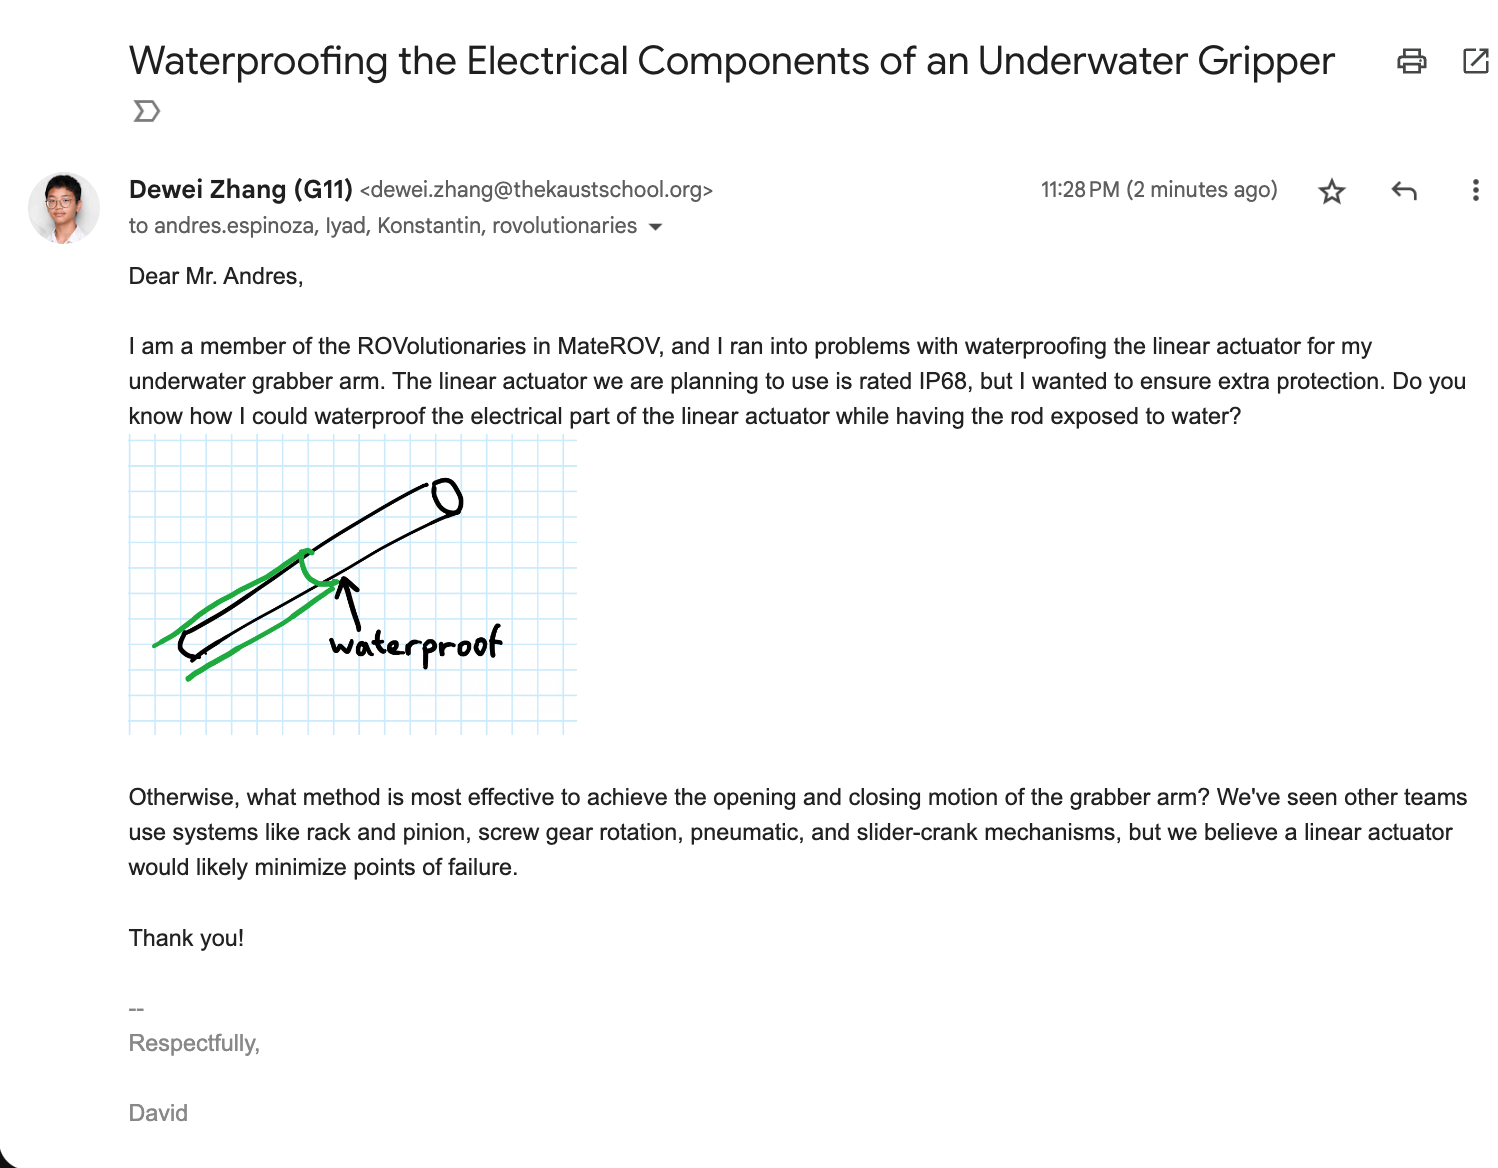 Waterproofing the Electrical Components of an Underwater Gripper
Dewei Zhang (G11) <dewei.zhang@thekaustschool.org>
11:28 PM (2 minutes ago)
to andres.espinoza, Iyad, Konstantin, rovolutionaries
Dear Mr. Andres,
I am a member of the ROVolutionaries in MateROV, and I ran into problems with waterproofing the linear actuator for my
underwater grabber arm. The linear actuator we are planning to use is rated IP68, but I wanted to ensure extra protection. Do you
know how I could waterproof the electrical part of the linear actuator while having the rod exposed to water?
waterproof
Otherwise, what method is most effective to achieve the opening and closing motion of the grabber arm? We've seen other teams
use systems like rack and pinion, screw gear rotation, pneumatic, and slider-crank mechanisms, but we believe a linear actuator
would likely minimize points of failure.
Thank you!
--
Respectfully,
David